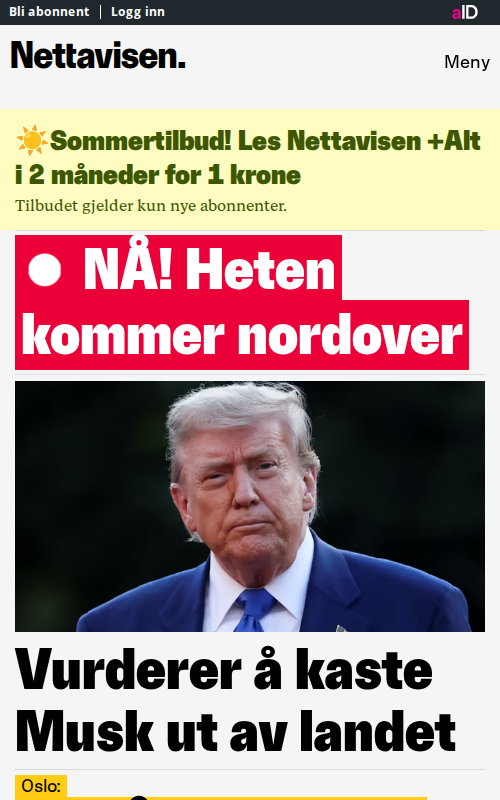 Bli abonnent | Logg inn
aID
Nettavisen.
Meny
☀️Sommertilbud! Les Nettavisen +Alt
i 2 måneder for 1 krone
Tilbudet gjelder kun nye abonnenter.
NÅ! Heten
kommer nordover
Vurderer å kaste
Musk ut av landet
Oslo: